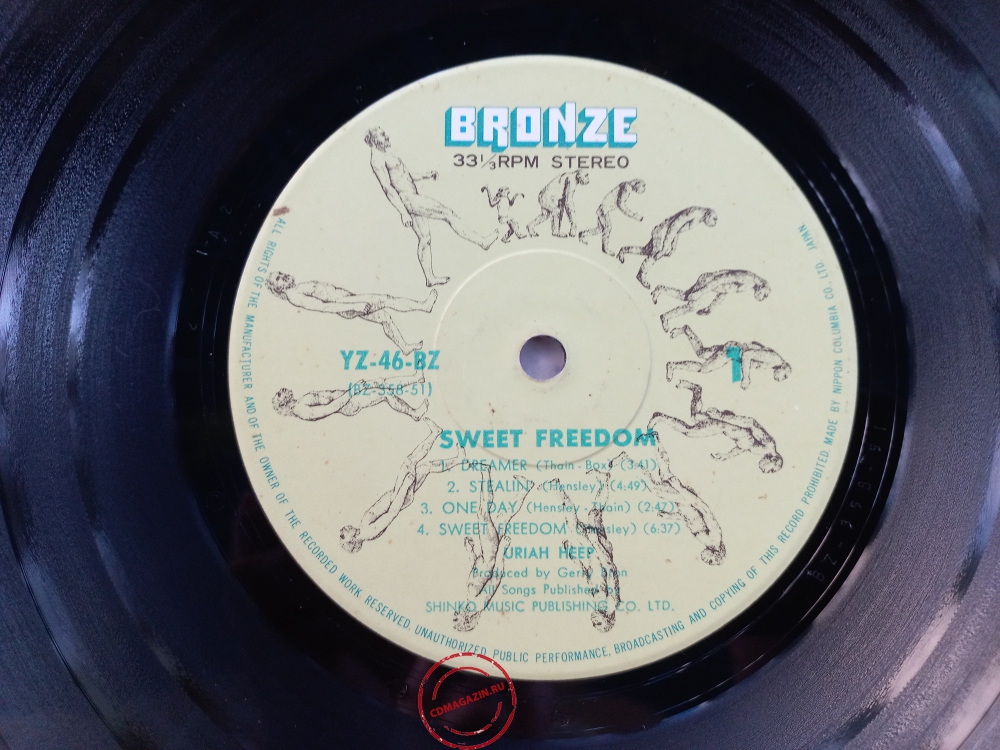 BRONZE
33 1/3 RPM STEREO
YZ-46-BZ
(BZ-358-51)
1
SWEET FREEDOM
1. DREAMER (Thain - Box) (3:41)
2. STEALIN' (Hensley) (4:49)
3. ONE DAY (Hensley - Thain) (2:47)
4. SWEET FREEDOM (Hensley) (6:37)
URIAH HEEP
Produced by Gerry Bron
All Songs Published by
SHINKO MUSIC PUBLISHING CO. LTD.
ALL RIGHTS OF THE MANUFACTURER AND OF THE OWNER OF THE RECORDED WORK RESERVED. UNAUTHORIZED PUBLIC PERFORMANCE, BROADCASTING AND COPYING OF THIS RECORD PROHIBITED. MADE BY NIPPON COLUMBIA CO., LTD. JAPAN
CDMAGAZIN.RU